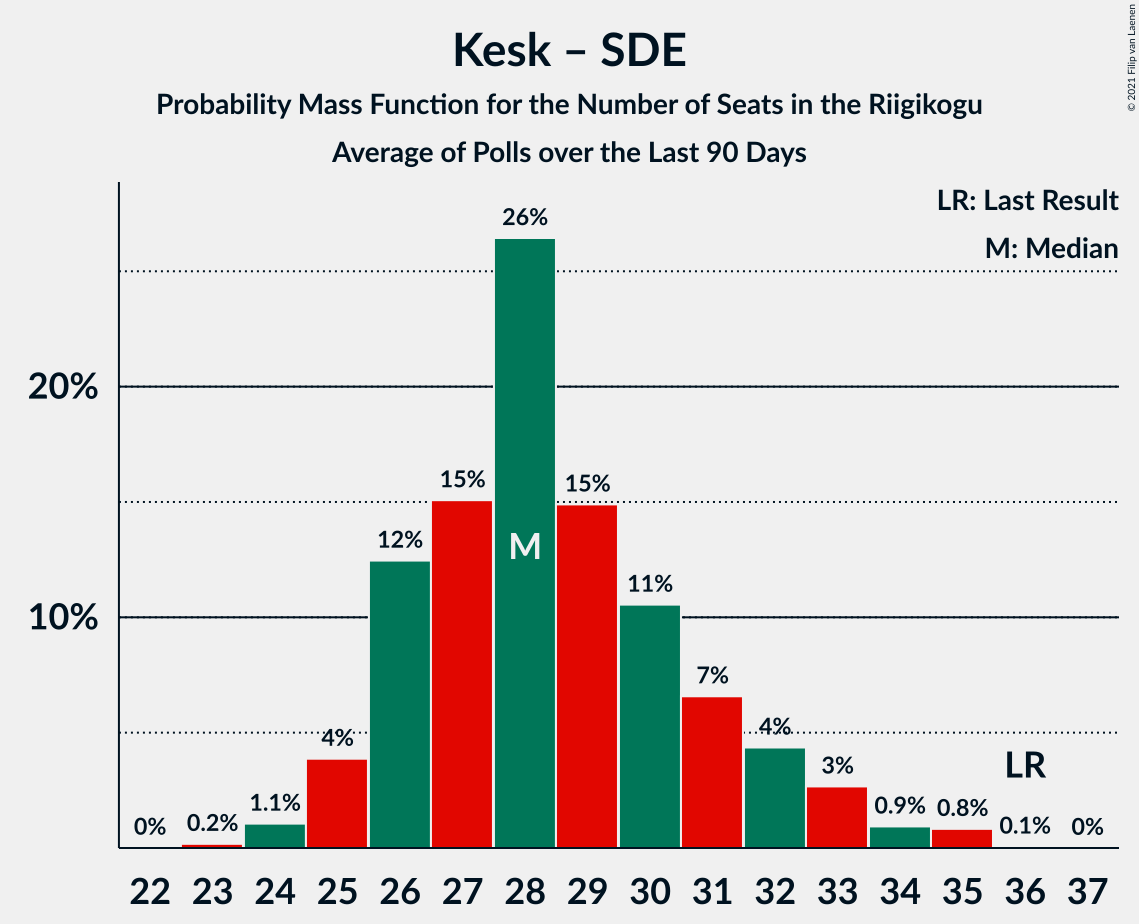 Kesk – SDE
Probability Mass Function for the Number of Seats in the Riigikogu
Average of Polls over the Last 90 Days
© 2021 Filip van Laenen
LR: Last Result
M: Median
20%
10%
0%
0.2%
1.1%
4%
12%
15%
26%
M
15%
11%
7%
4%
3%
0.9%
0.8%
LR
0.1%
0%
22 23 24 25 26 27 28 29 30 31 32 33 34 35 36 37